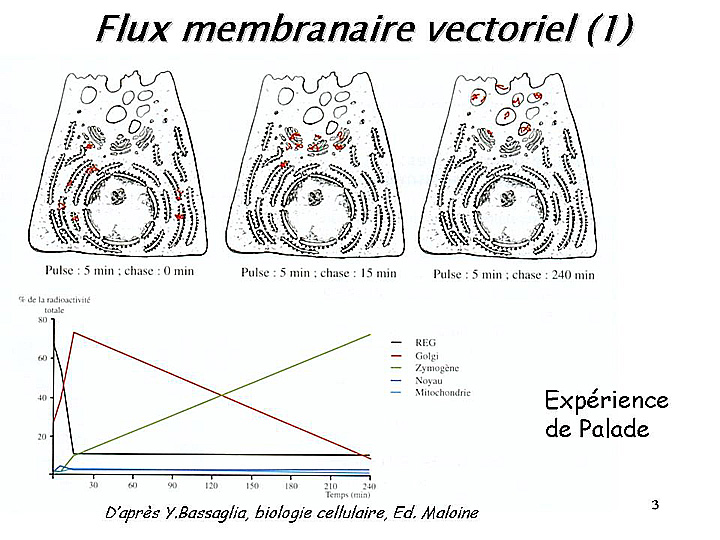 Flux membranaire vectoriel (1)
Pulse : 5 min ; chase : 0 min
Pulse : 5 min ; chase : 15 min
Pulse : 5 min ; chase : 240 min
% de la radioactivité
totale
80
60
40
20
30 60 90 120 150 180 210 240
Temps (min)
REG
Golgi
Zymogène
Noyau
Mitochondrie
Expérience
de Palade
D'après Y.Bassaglia, biologie cellulaire, Ed. Maloine
3